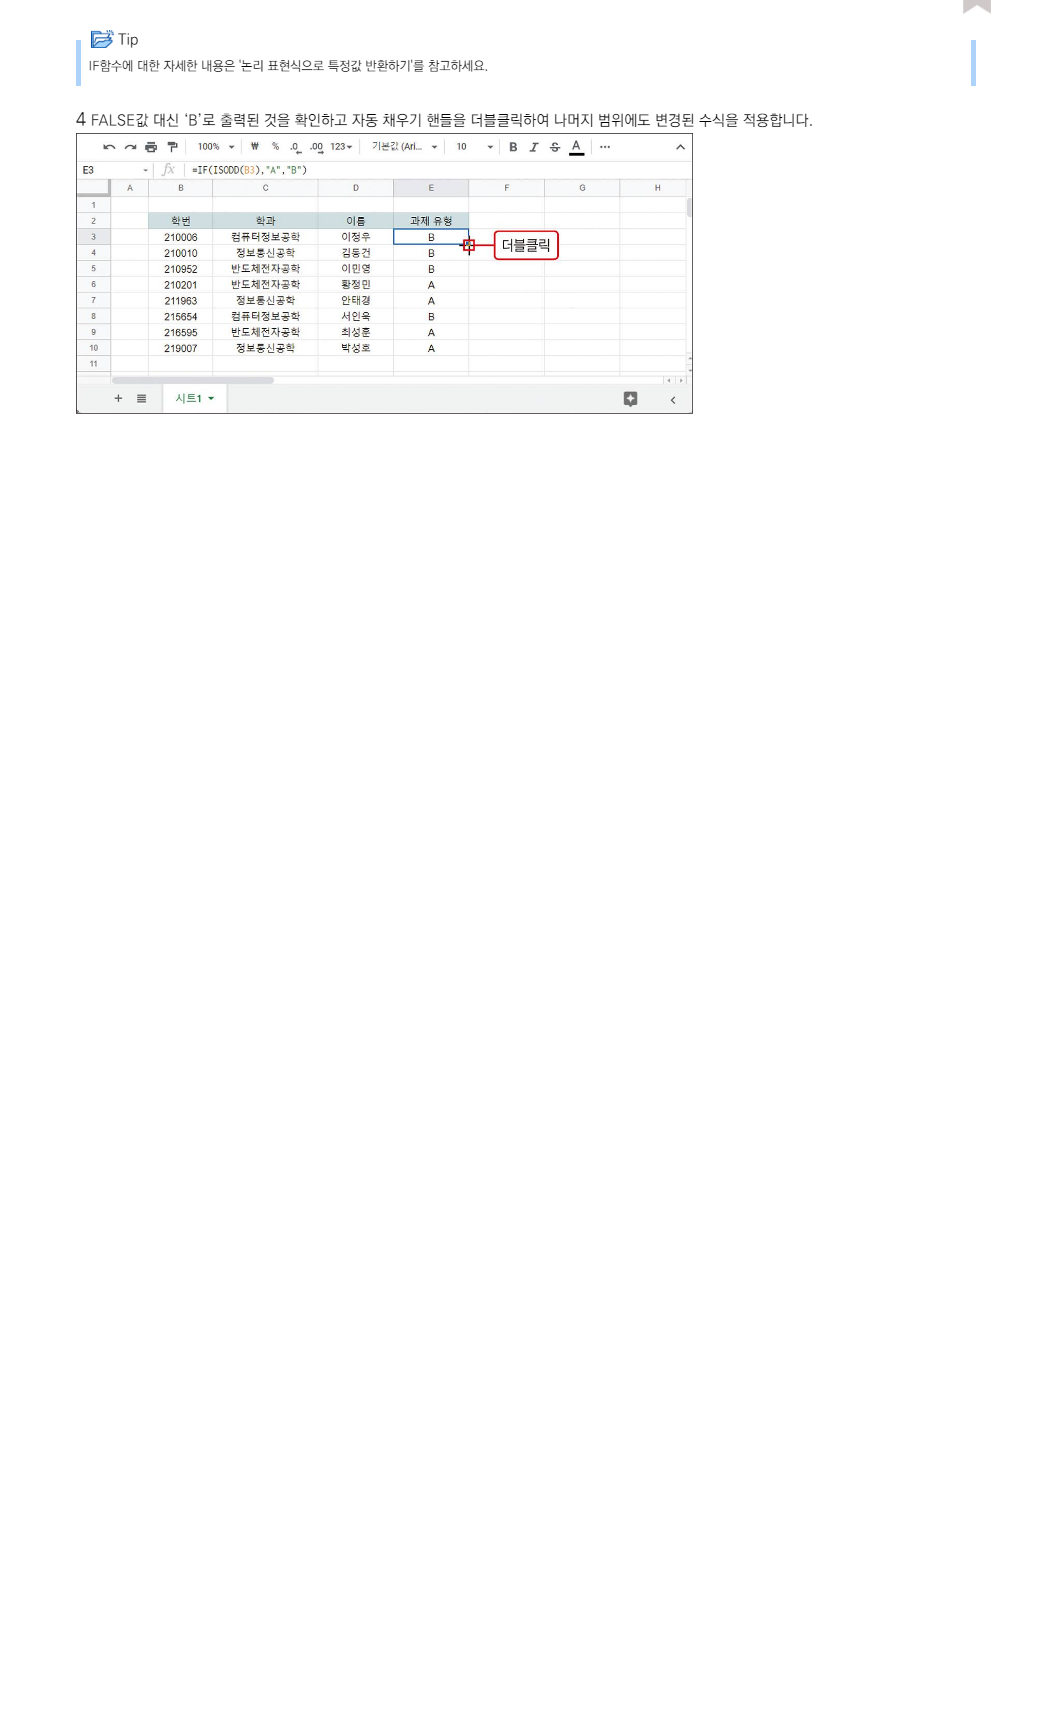 Tip
IF함수에 대한 자세한 내용은 '논리 표현식으로 특정값 반환하기'를 참고하세요.
4 FALSE값 대신 ‘B’로 출력된 것을 확인하고 자동 채우기 핸들을 더블클릭하여 나머지 범위에도 변경된 수식을 적용합니다.
100% ₩ % .0 .00 123 기본값 (Ari... 10 B I S A ...
E3 fx =IF(ISODD(B3),"A","B")
A B C D E F G H
1
2 학번 학과 이름 과제 유형
3 210006 컴퓨터정보공학 이정우 B 더블클릭
4 210010 정보통신공학 김동건 B
5 210952 반도체전자공학 이민영 B
6 210201 반도체전자공학 황정민 A
7 211963 정보통신공학 안태경 A
8 215654 컴퓨터정보공학 서인욱 B
9 216595 반도체전자공학 최성훈 A
10 219007 정보통신공학 박성호 A
11
시트1